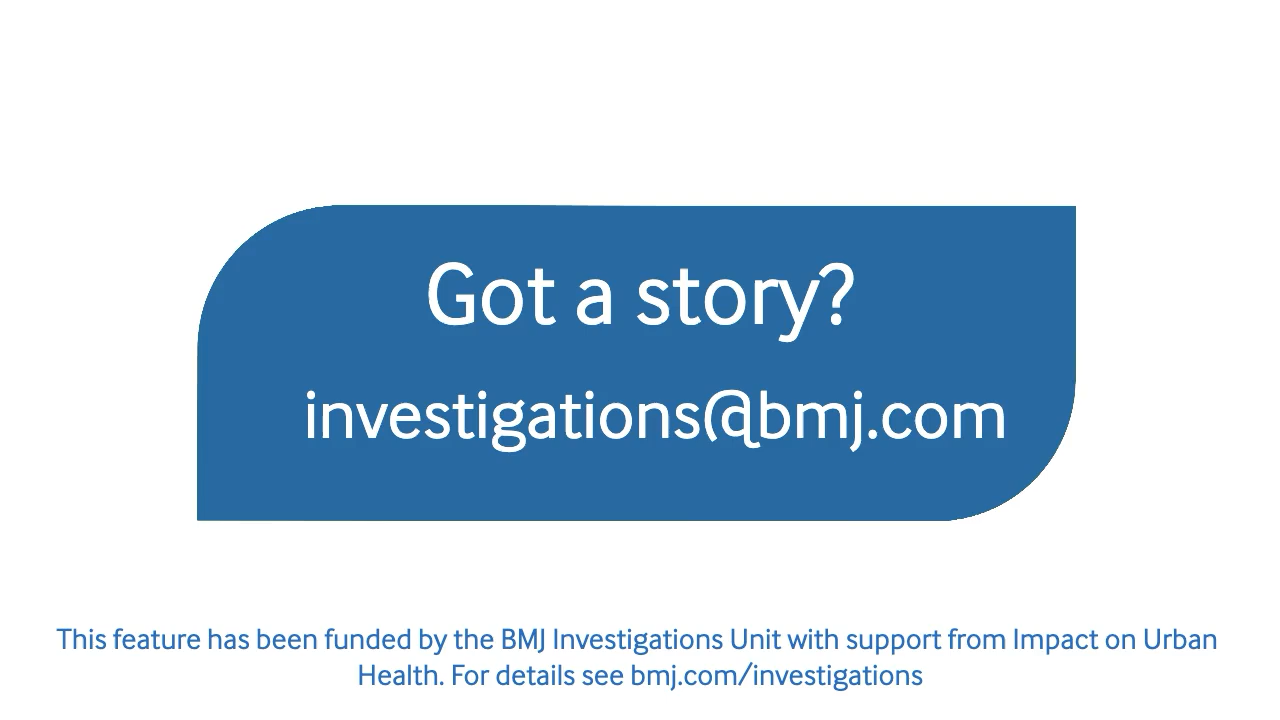 Got a story?
investigations@bmj.com
This feature has been funded by the BMJ Investigations Unit with support from Impact on Urban
Health. For details see bmj.com/investigations